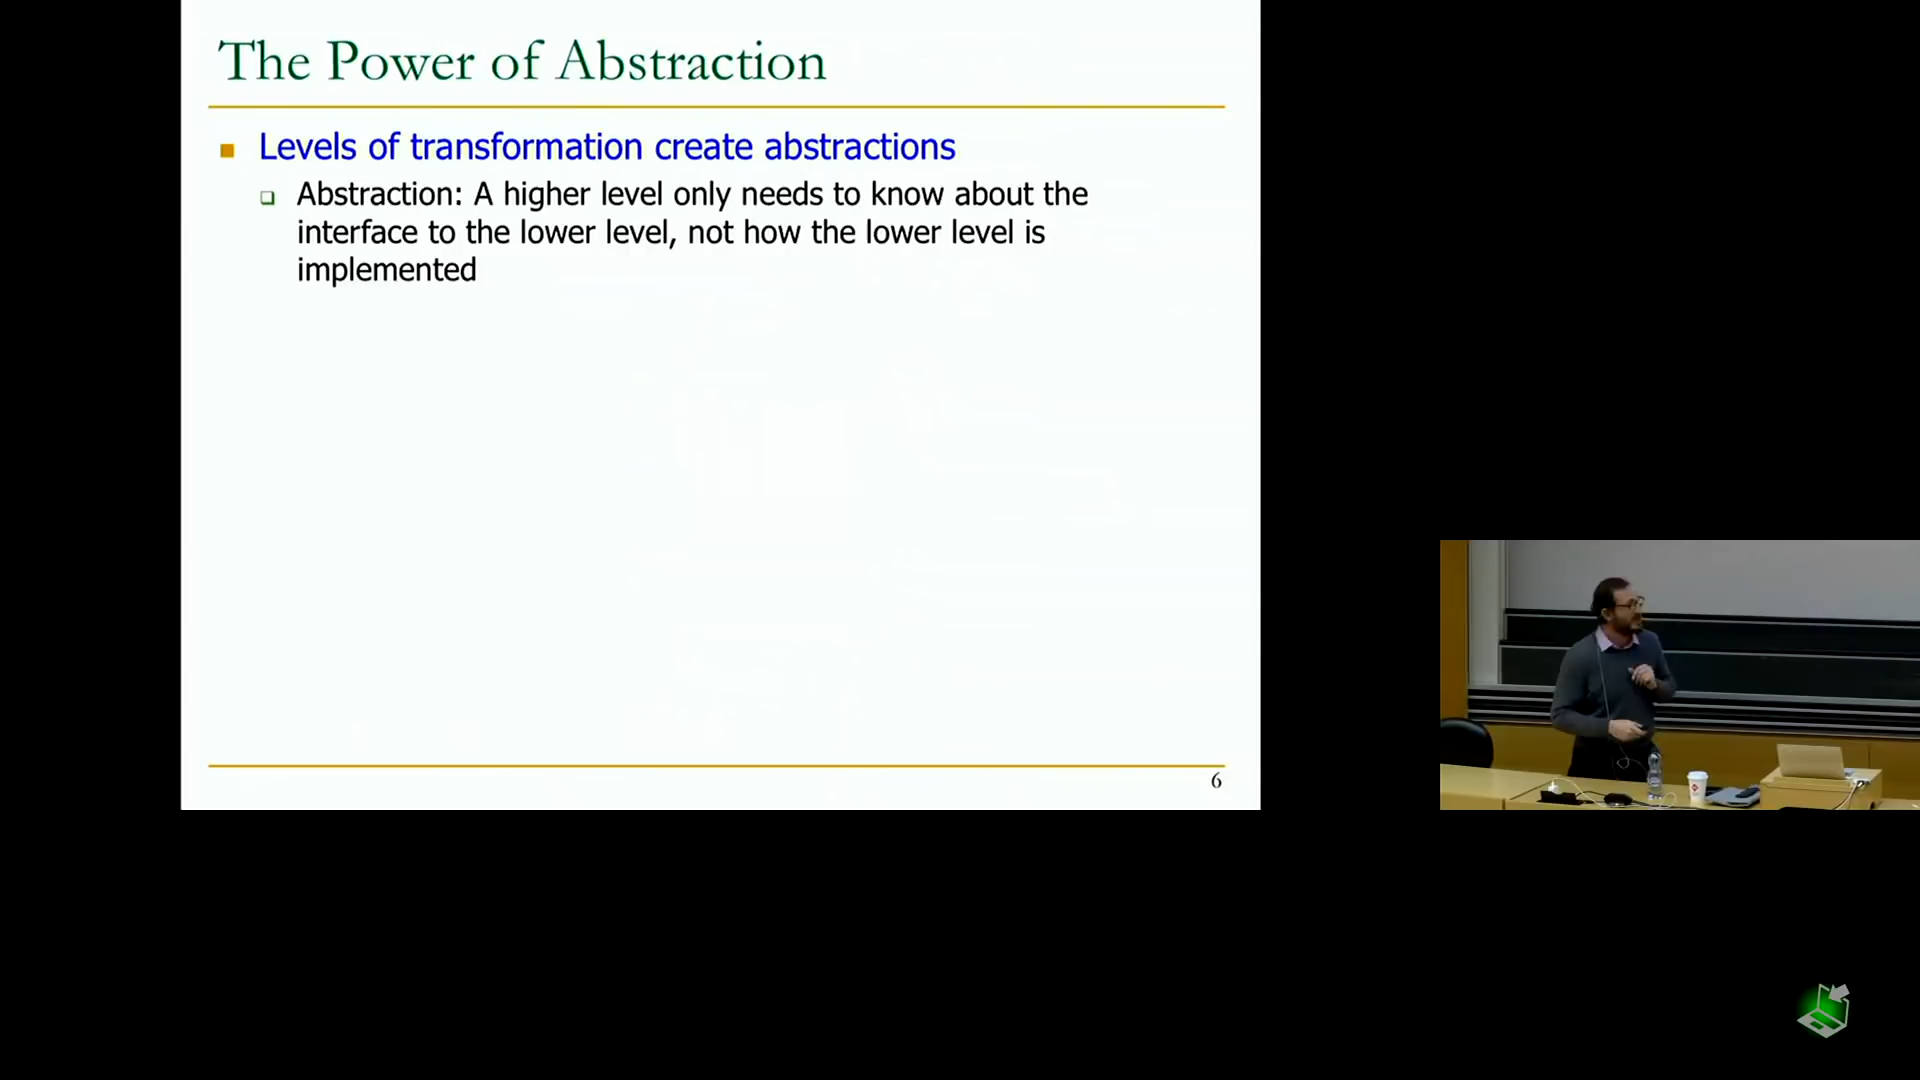 The Power of Abstraction
Levels of transformation create abstractions
Abstraction: A higher level only needs to know about the
interface to the lower level, not how the lower level is
implemented
6